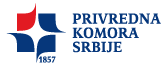 PRIVREDNA
KOMORA
SRBIJE
1857